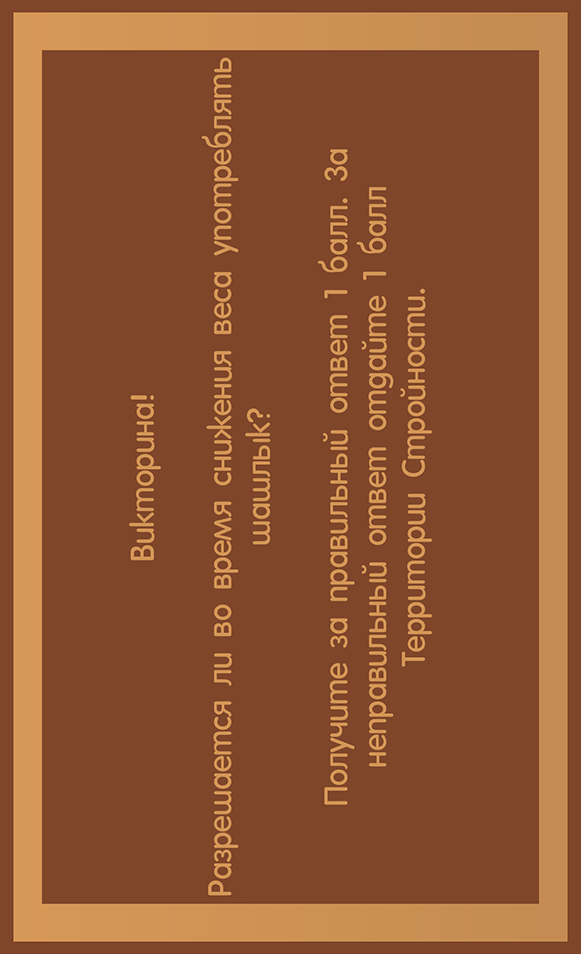 Викторина!
Разрешается ли во время снижения веса употреблять
шашлык?
Получите за правильный ответ 1 балл. За
неправильный ответ отдайте 1 балл
Территории Стройности.